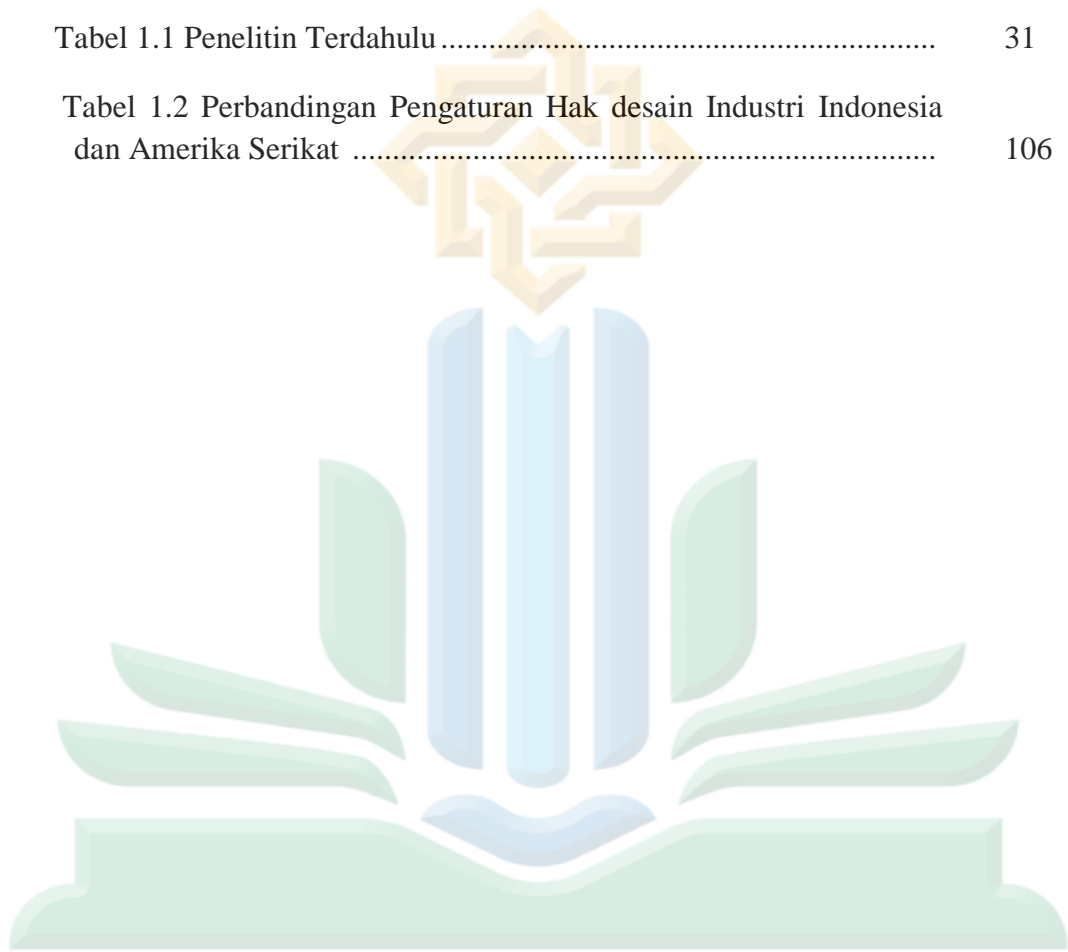 Tabel 1.1 Penelitin Terdahulu .............................................................. 31
Tabel 1.2 Perbandingan Pengaturan Hak desain Industri Indonesia
dan Amerika Serikat ......................................................................... 106